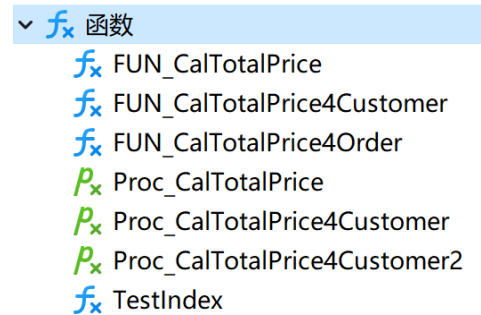 函数
FUN_CalTotalPrice
FUN_CalTotalPrice4Customer
FUN_CalTotalPrice4Order
Proc_CalTotalPrice
Proc_CalTotalPrice4Customer
Proc_CalTotalPrice4Customer2
TestIndex